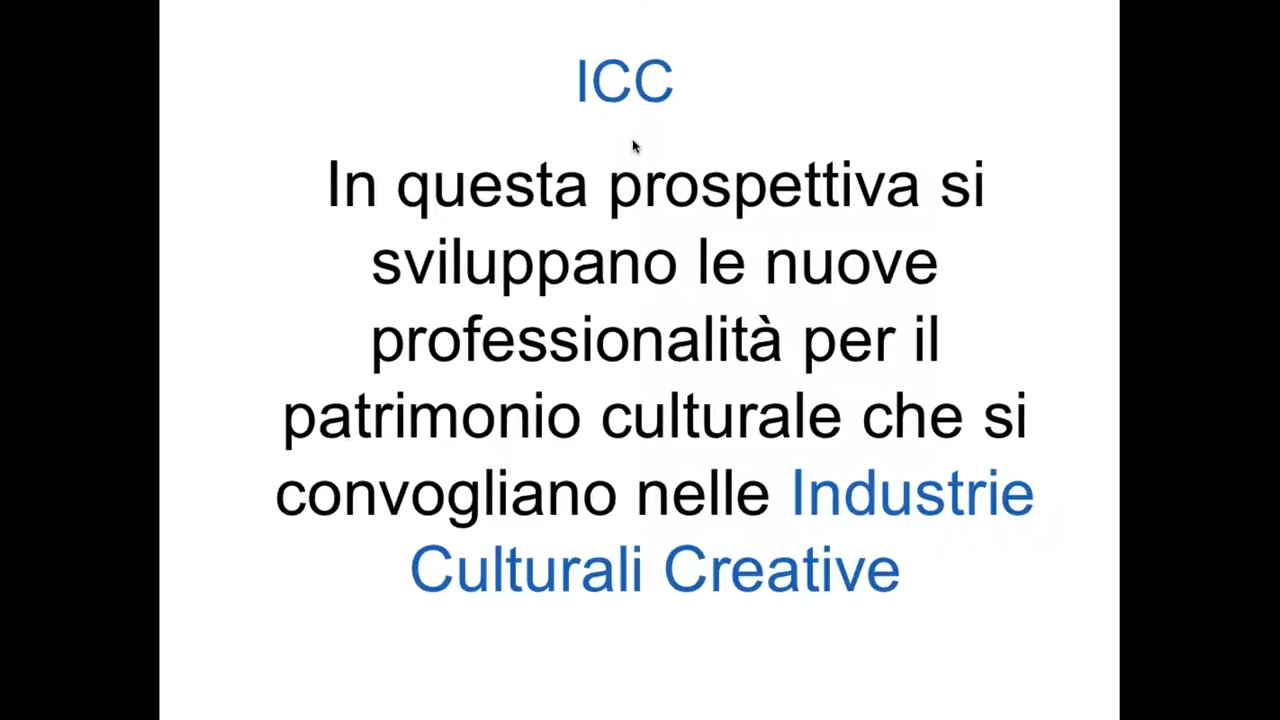 ICC
In questa prospettiva si
sviluppano le nuove
professionalità per il
patrimonio culturale che si
convogliano nelle Industrie
Culturali Creative